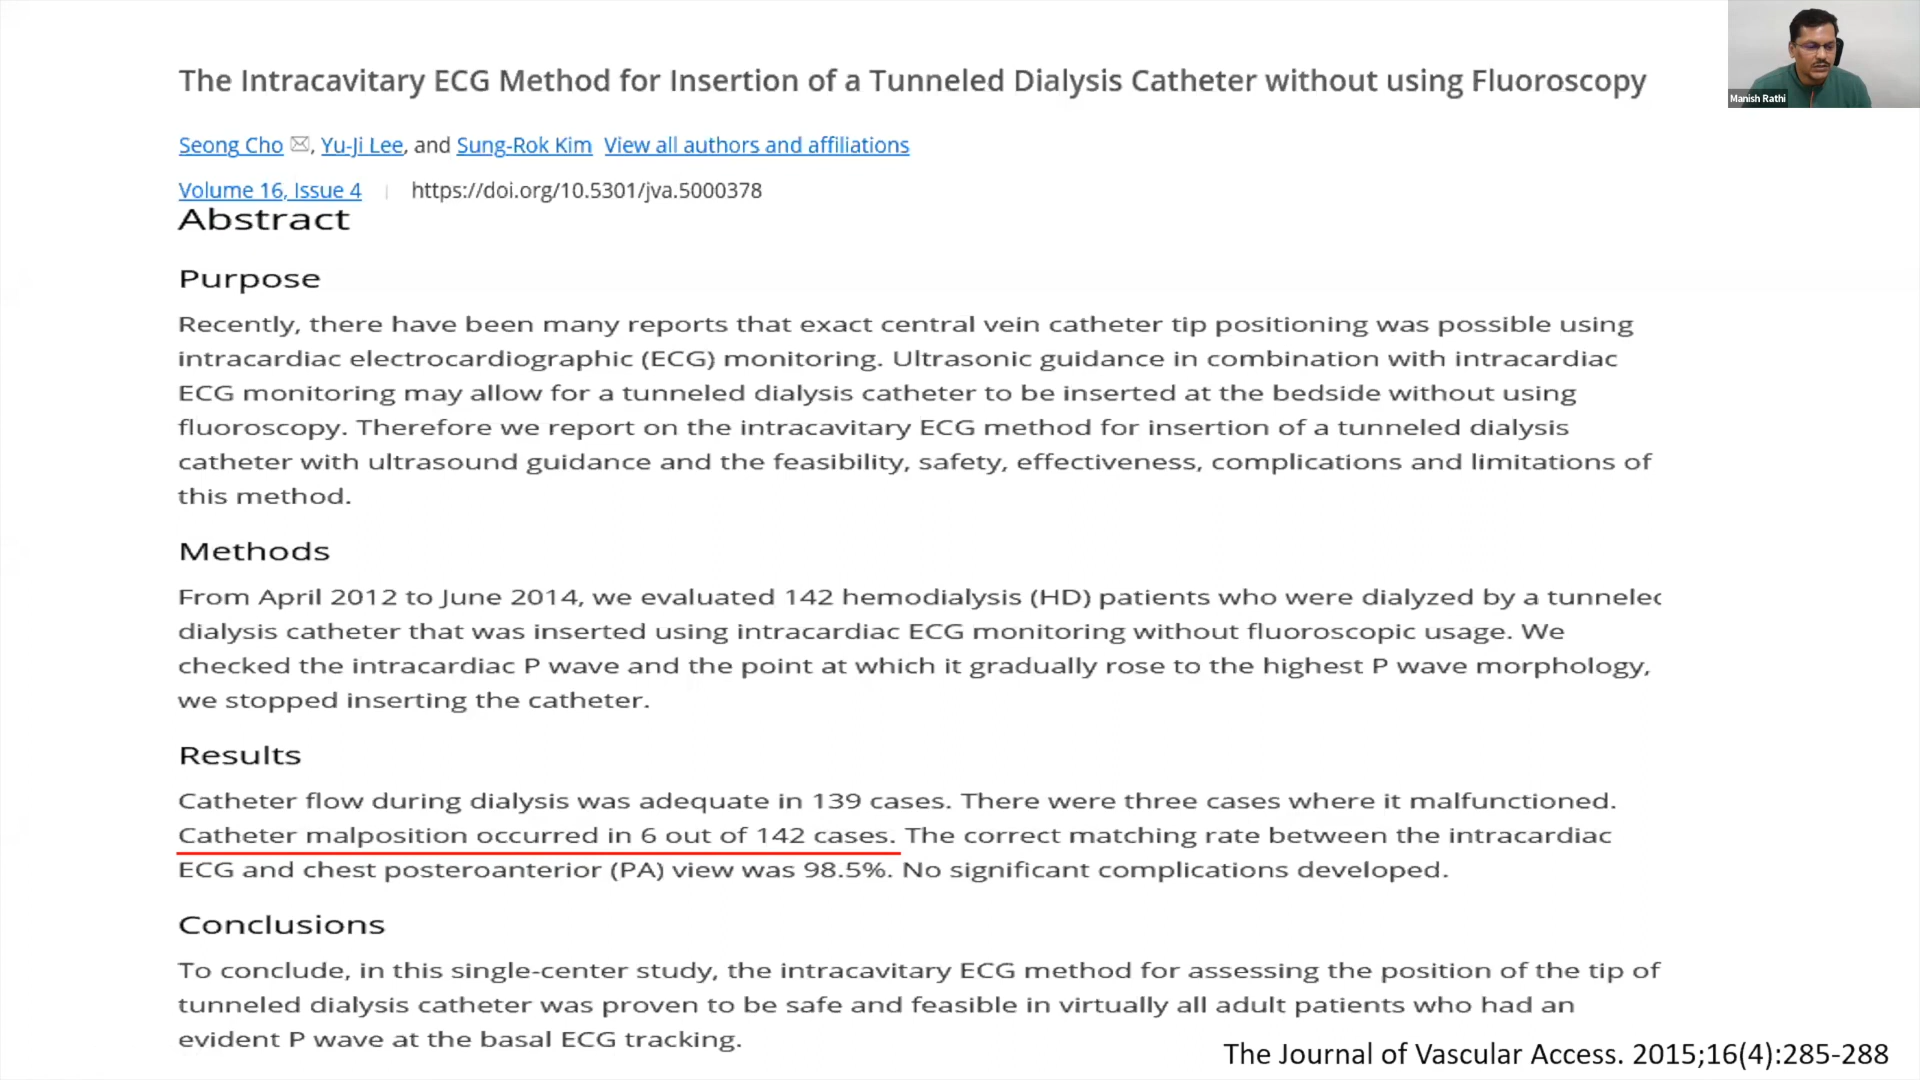 The Intracavitary ECG Method for Insertion of a Tunneled Dialysis Catheter without using Fluoroscopy
Manish Rathi
Seong Cho, Yu-Ji Lee, and Sung-Rok Kim View all authors and affiliations
Volume 16, Issue 4 | https://doi.org/10.5301/jva.5000378
Abstract
Purpose
Recently, there have been many reports that exact central vein catheter tip positioning was possible using
intracardiac electrocardiographic (ECG) monitoring. Ultrasonic guidance in combination with intracardiac
ECG monitoring may allow for a tunneled dialysis catheter to be inserted at the bedside without using
fluoroscopy. Therefore we report on the intracavitary ECG method for insertion of a tunneled dialysis
catheter with ultrasound guidance and the feasibility, safety, effectiveness, complications and limitations of
this method.
Methods
From April 2012 to June 2014, we evaluated 142 hemodialysis (HD) patients who were dialyzed by a tunneled
dialysis catheter that was inserted using intracardiac ECG monitoring without fluoroscopic usage. We
checked the intracardiac P wave and the point at which it gradually rose to the highest P wave morphology,
we stopped inserting the catheter.
Results
Catheter flow during dialysis was adequate in 139 cases. There were three cases where it malfunctioned.
Catheter malposition occurred in 6 out of 142 cases. The correct matching rate between the intracardiac
ECG and chest posteroanterior (PA) view was 98.5%. No significant complications developed.
Conclusions
To conclude, in this single-center study, the intracavitary ECG method for assessing the position of the tip of
tunneled dialysis catheter was proven to be safe and feasible in virtually all adult patients who had an
evident P wave at the basal ECG tracking.
The Journal of Vascular Access. 2015;16(4):285-288